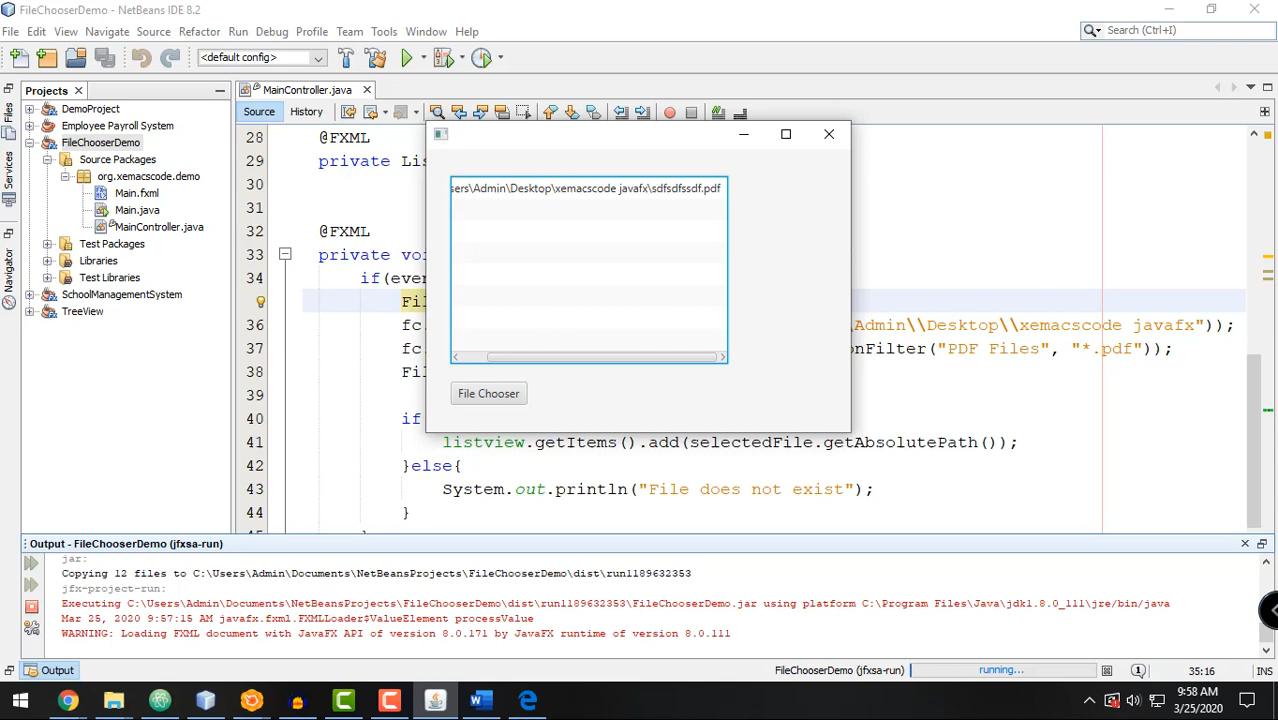 FileChooserDemo - NetBeans IDE 8.2
File Edit View Navigate Source Refactor Run Debug Profile Team Tools Window Help
Search (Ctrl+I)
<default config>
Projects
MainController.java
Files
Services
Navigator
DemoProject
Employee Payroll System
FileChooserDemo
Source Packages
org.xemacscode.demo
Main.fxml
Main.java
MainController.java
Test Packages
Libraries
Test Libraries
SchoolManagementSystem
TreeView
Source History
28 @FXML
29 private Lis
30
31
32 @FXML
33 private voi
34 if(even
Fil
36 fc. Admin\\Desktop\\xemacscode javafx"));
37 fc. onFilter("PDF Files", "*.pdf"));
38 Fil
39
40 if
41 listview.getItems().add(selectedFile.getAbsolutePath());
42 }else{
43 System.out.println("File does not exist");
44 }
sers\Admin\Desktop\xemacscode javafx\sdfsdfssdf.pdf
File Chooser
Output - FileChooserDemo (jfxsa-run)
jar:
Copying 12 files to C:\Users\Admin\Documents\NetBeansProjects\FileChooserDemo\dist\run1189632353
jfx-project-run:
Executing C:\Users\Admin\Documents\NetBeansProjects\FileChooserDemo\dist\run1189632353\FileChooserDemo.jar using platform C:\Program Files\Java\jdk1.8.0_111\jre/bin/java
Mar 25, 2020 9:57:15 AM javafx.fxml.FXMLLoader$ValueElement processValue
WARNING: Loading FXML document with JavaFX API of version 8.0.171 by JavaFX runtime of version 8.0.111
Output
FileChooserDemo (jfxsa-run) running... 35:16 INS
9:58 AM
3/25/2020